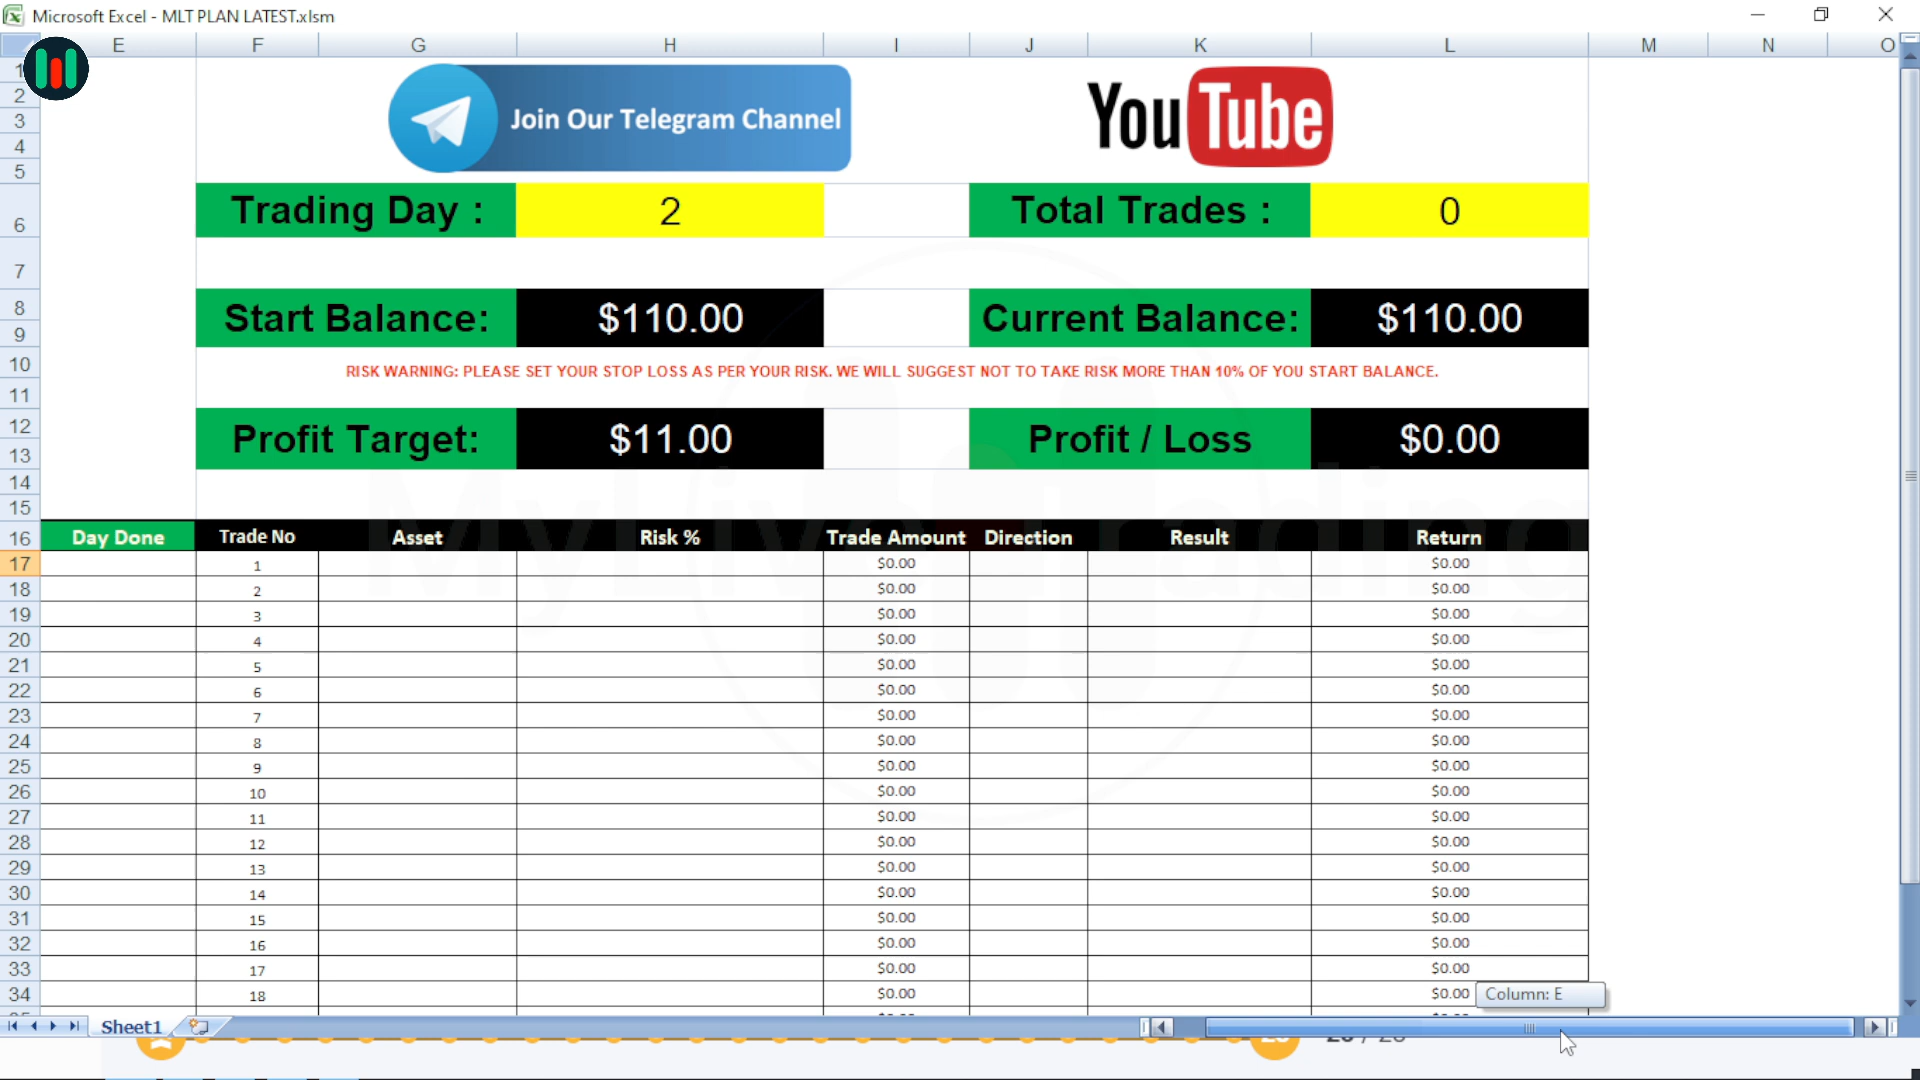 Microsoft Excel - MLT PLAN LATEST.xlsm
E F G H I J K L M N O
1
2 Join Our Telegram Channel YouTube
3
4
5
6 Trading Day : 2 Total Trades : 0
7
8 Start Balance: $110.00 Current Balance: $110.00
9
10 RISK WARNING: PLEASE SET YOUR STOP LOSS AS PER YOUR RISK. WE WILL SUGGEST NOT TO TAKE RISK MORE THAN 10% OF YOU START BALANCE.
11
12 Profit Target: $11.00 Profit / Loss $0.00
13
14
15
MyLiveTrading
16 Day Done Trade No Asset Risk % Trade Amount Direction Result Return
17 1 $0.00 $0.00
18 2 $0.00 $0.00
19 3 $0.00 $0.00
20 4 $0.00 $0.00
21 5 $0.00 $0.00
22 6 $0.00 $0.00
23 7 $0.00 $0.00
24 8 $0.00 $0.00
25 9 $0.00 $0.00
26 10 $0.00 $0.00
27 11 $0.00 $0.00
28 12 $0.00 $0.00
29 13 $0.00 $0.00
30 14 $0.00 $0.00
31 15 $0.00 $0.00
32 16 $0.00 $0.00
33 17 $0.00 $0.00
34 18 $0.00 $0.00 Column: E
Sheet1